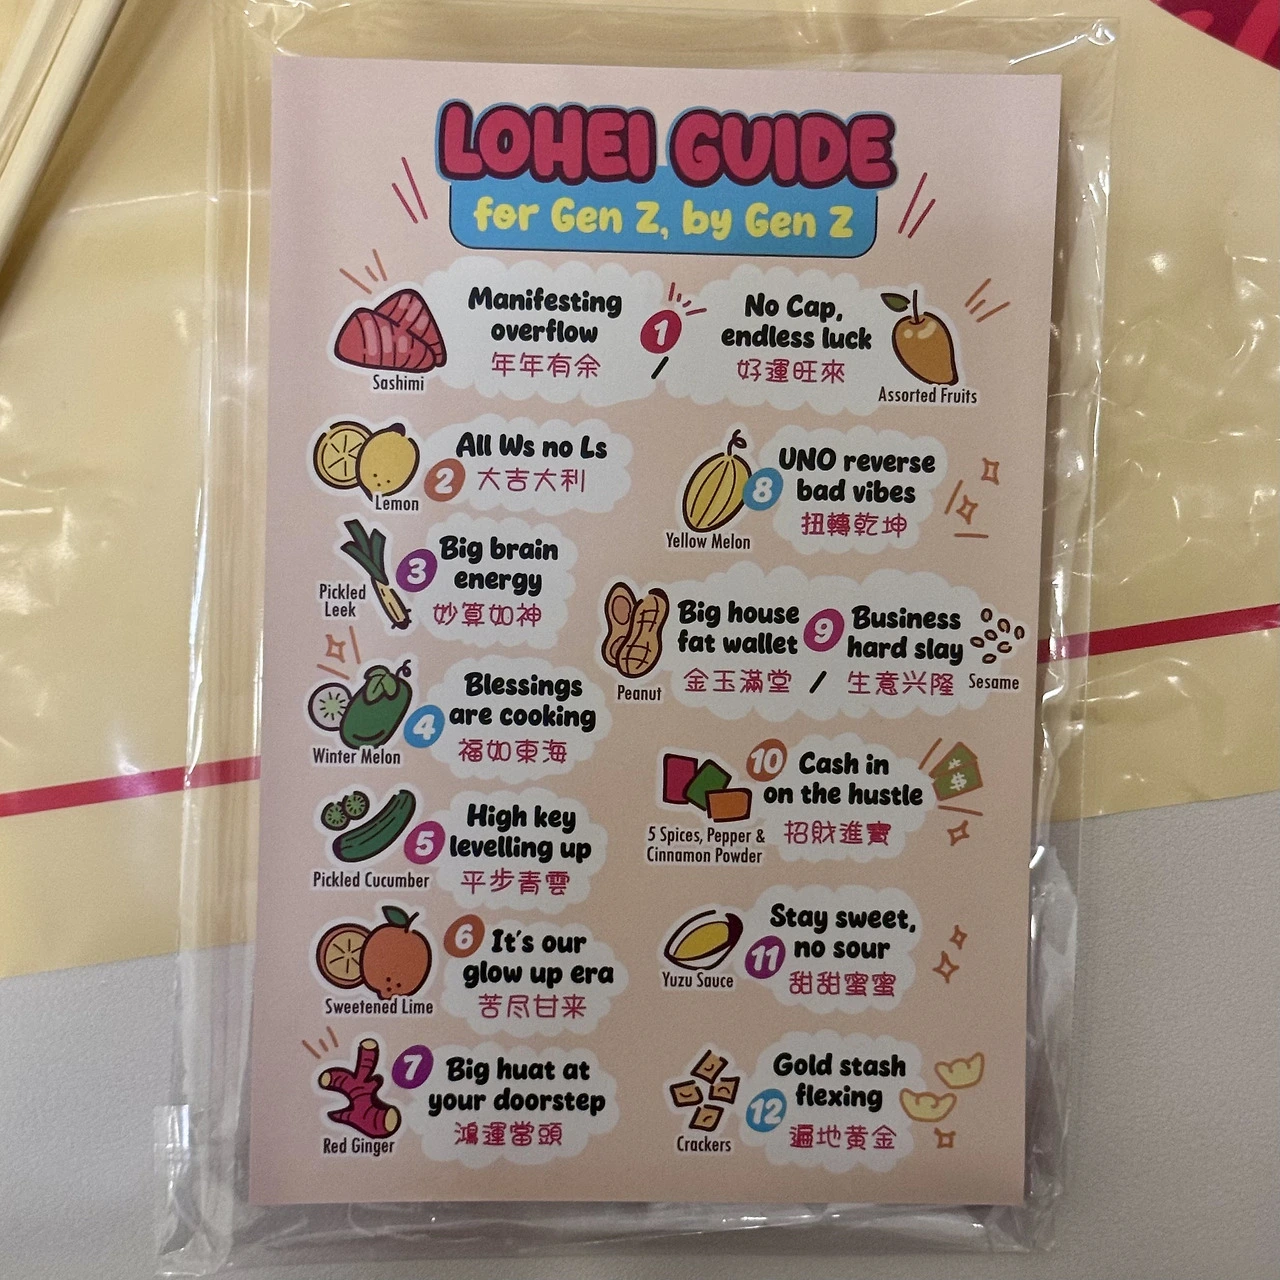 LOHEI GUIDE
for Gen Z, by Gen Z
Manifesting
overflow
年年有余
Sashimi
1
/
No Cap,
endless luck
好運旺來
Assorted Fruits
2
All Ws no Ls
大吉大利
Lemon
3
Big brain
energy
妙算如神
Pickled
Leek
4
Blessings
are cooking
福如東海
Winter Melon
5
High key
levelling up
平步青雲
Pickled Cucumber
6
It's our
glow up era
苦尽甘来
Sweetened Lime
7
Big huat at
your doorstep
鴻運當頭
Red Ginger
8
UNO reverse
bad vibes
扭轉乾坤
Yellow Melon
9
Big house
fat wallet
金玉滿堂
Peanut
/
Business
hard slay
生意兴隆
Sesame
10
Cash in
on the hustle
招財進寶
$
5 Spices, Pepper &
Cinnamon Powder
11
Stay sweet,
no sour
甜甜蜜蜜
Yuzu Sauce
12
Gold stash
flexing
遍地黄金
Crackers